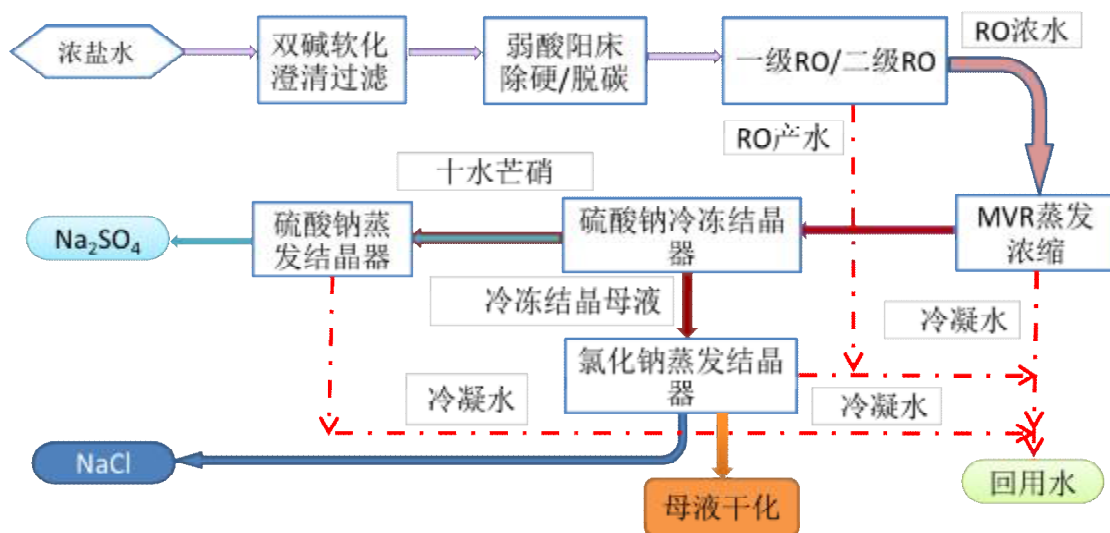 浓盐水
双碱软化
澄清过滤
弱酸阳床
除硬/脱碳
一级RO/二级RO
RO浓水
RO产水
十水芒硝
Na₂SO₄
硫酸钠蒸
发结晶器
硫酸钠冷冻结晶
器
MVR蒸发
浓缩
冷冻结晶母液
冷凝水
氯化钠蒸发结晶
器
冷凝水
冷凝水
NaCl
母液干化
回用水